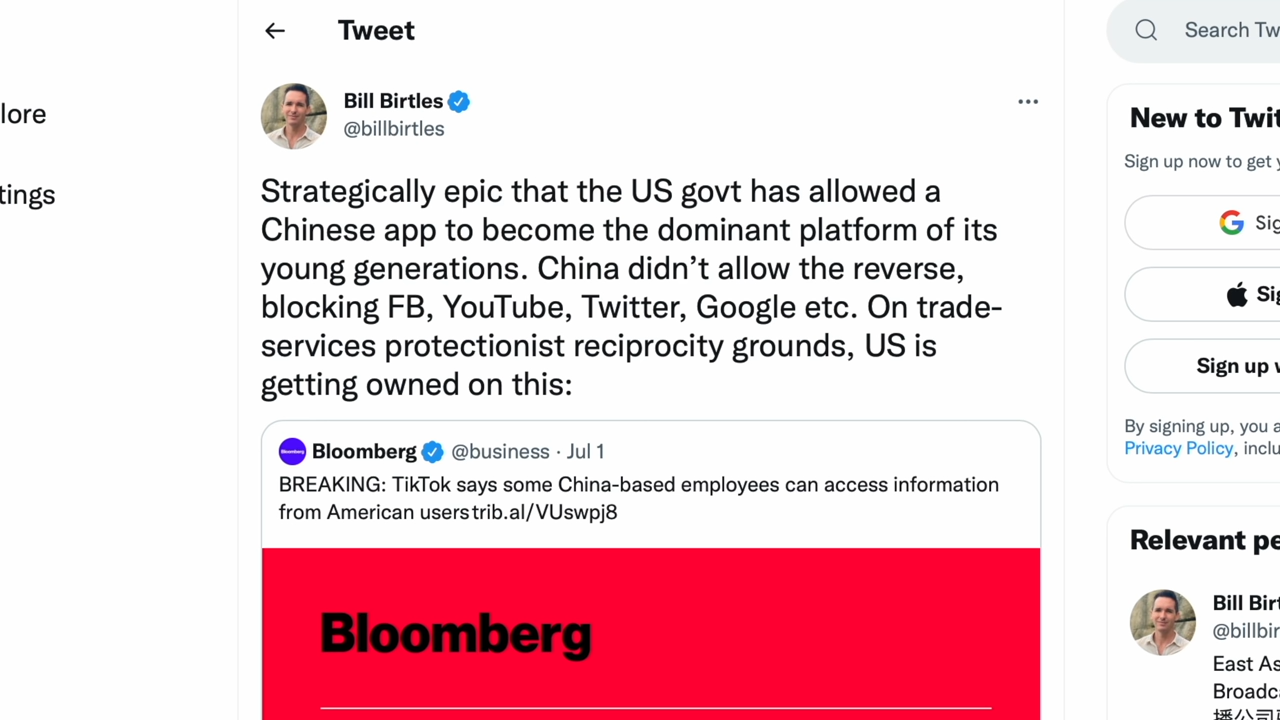 Tweet
Search Tw
lore
tings
Bill Birtles
@billbirtles
Strategically epic that the US govt has allowed a
Chinese app to become the dominant platform of its
young generations. China didn’t allow the reverse,
blocking FB, YouTube, Twitter, Google etc. On trade-
services protectionist reciprocity grounds, US is
getting owned on this:
Bloomberg @business · Jul 1
BREAKING: TikTok says some China-based employees can access information
from American userstrib.al/VUswpj8
Bloomberg
New to Twit
Sign up now to get y
Sig
Sig
Sign up w
By signing up, you a
Privacy Policy, inclu
Relevant pe
Bill Birt
@billbir
East As
Broadca